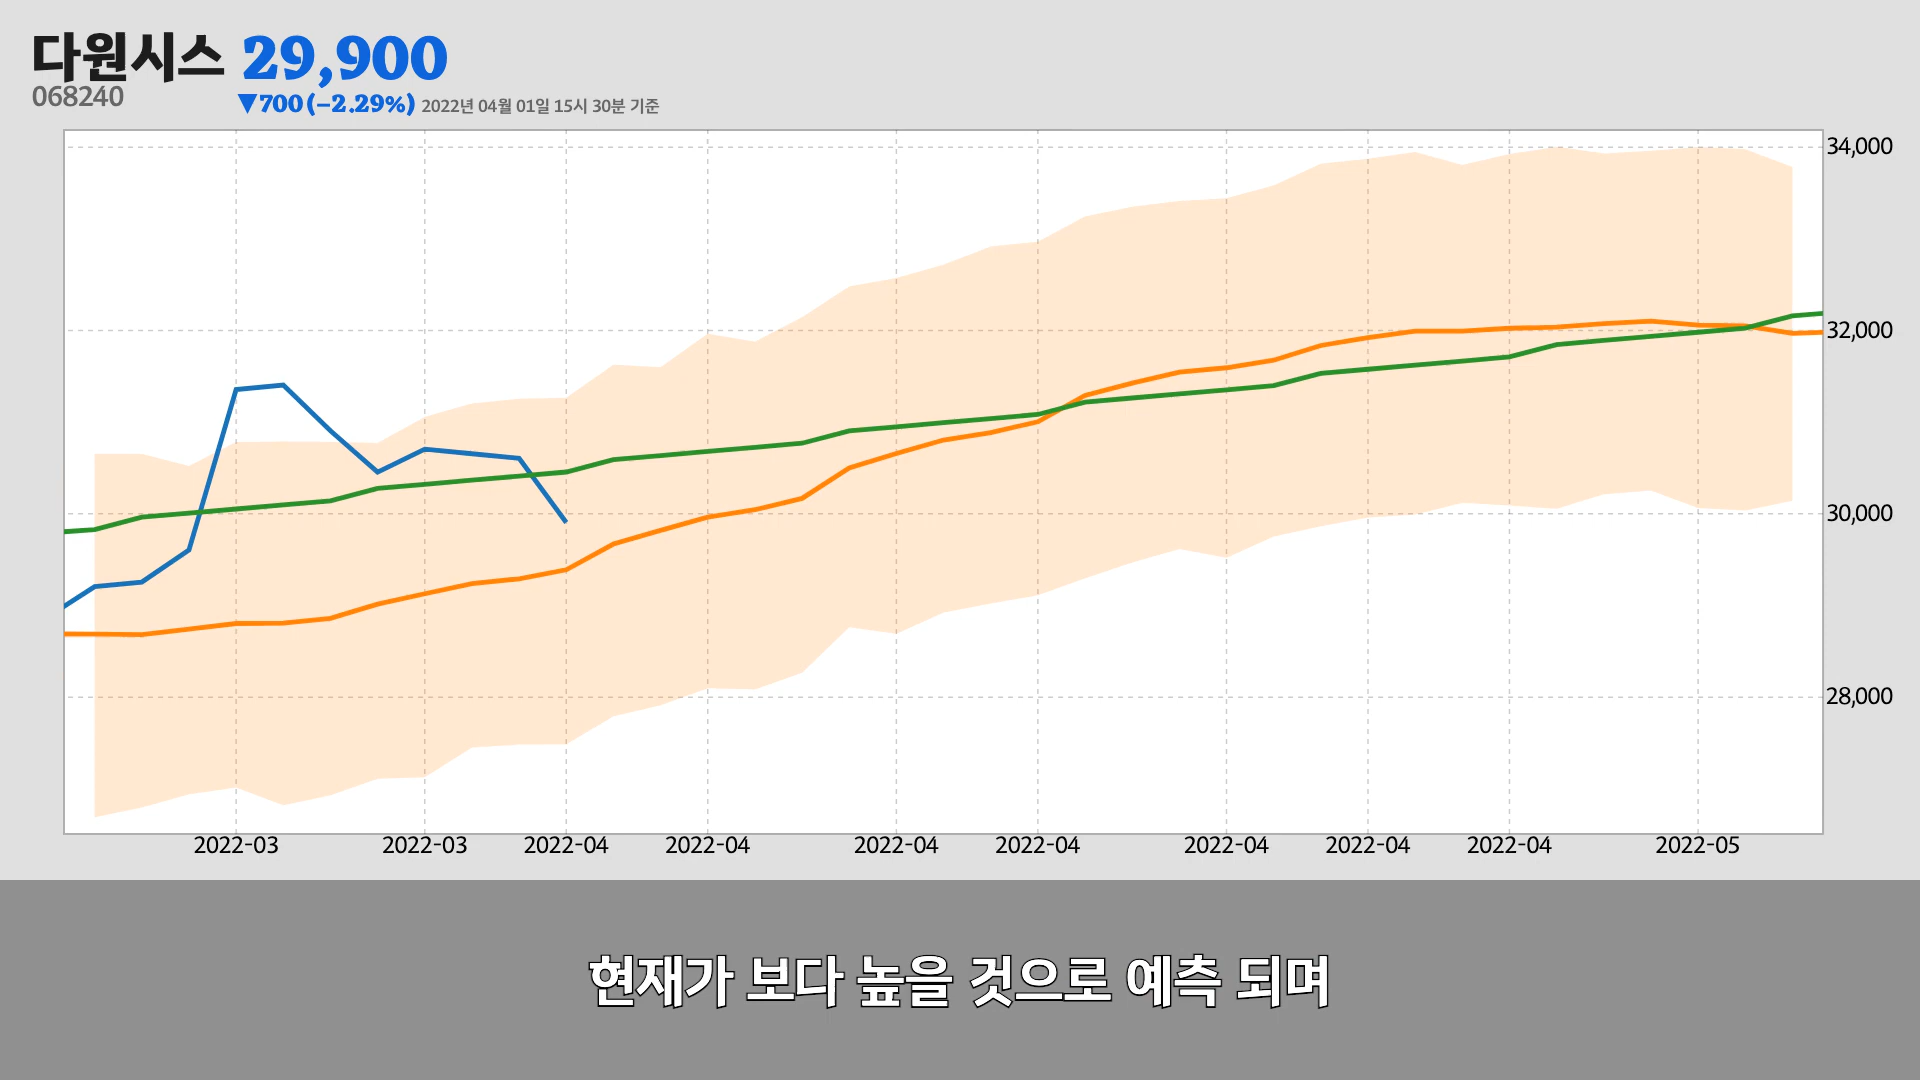 다원시스 29,900
068240
▼700 (−2.29%) 2022년 04월 01일 15시 30분 기준
34,000
32,000
30,000
28,000
2022-03 2022-03 2022-04 2022-04 2022-04 2022-04 2022-04 2022-04 2022-04 2022-05
현재가 보다 높을 것으로 예측 되며